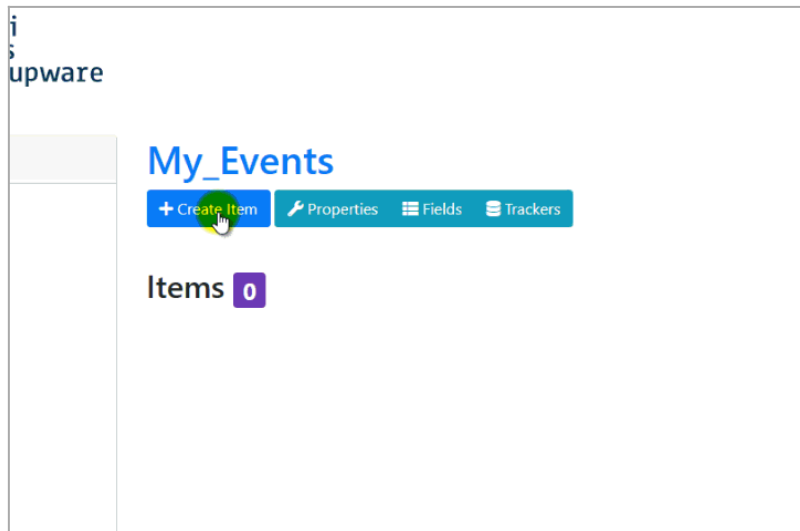 i
s
upware
My_Events
Create Item Properties Fields Trackers
Items 0